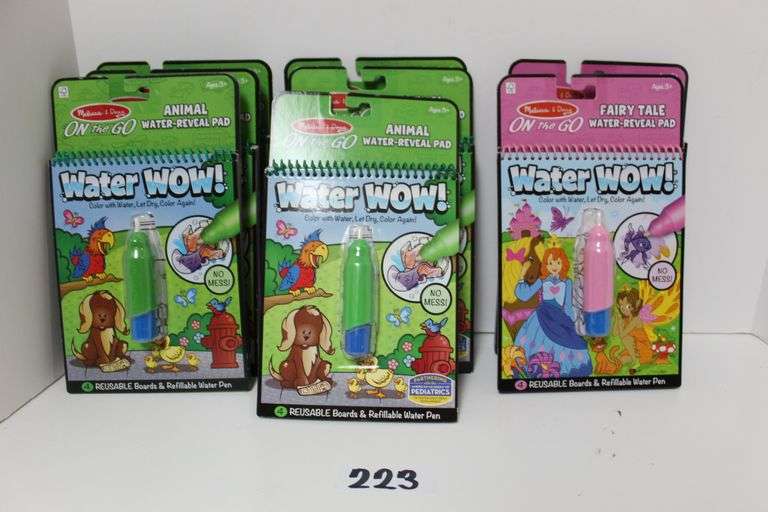 Melissa & Doug
ON the GO
ANIMAL
WATER-REVEAL PAD
Ages 3+
Water WOW!
Color with Water, Let Dry, Color Again!
NO
MESS!
4 REUSABLE Boards & Refillable Water Pen
Melissa & Doug
ON the GO
ANIMAL
WATER-REVEAL PAD
Ages 3+
Water WOW!
Color with Water, Let Dry, Color Again!
NO
MESS!
PEDIATRICS
4 REUSABLE Boards & Refillable Water Pen
Melissa & Doug
ON the GO
FAIRY TALE
WATER-REVEAL PAD
Ages 3+
Water WOW!
Color with Water, Let Dry, Color Again!
NO
MESS!
4 REUSABLE Boards & Refillable Water Pen
223